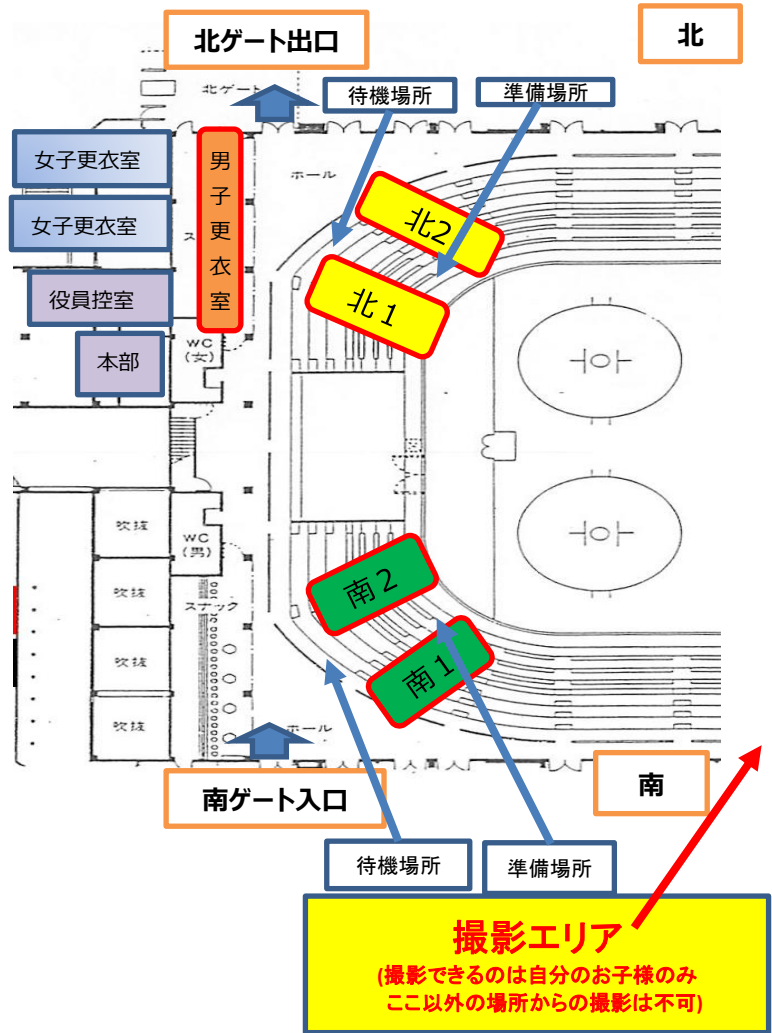 北ゲート出口
北
北ゲート
待機場所
準備場所
女子更衣室
男子更衣室
ホール
女子更衣室
ス
北2
役員控室
北１
WC
(女)
本部
吹抜
WC
(男)
南２
吹抜
スナック
吹抜
南１
吹抜
ホール
南ゲート入口
南
待機場所
準備場所
撮影エリア
(撮影できるのは自分のお子様のみ
ここ以外の場所からの撮影は不可)